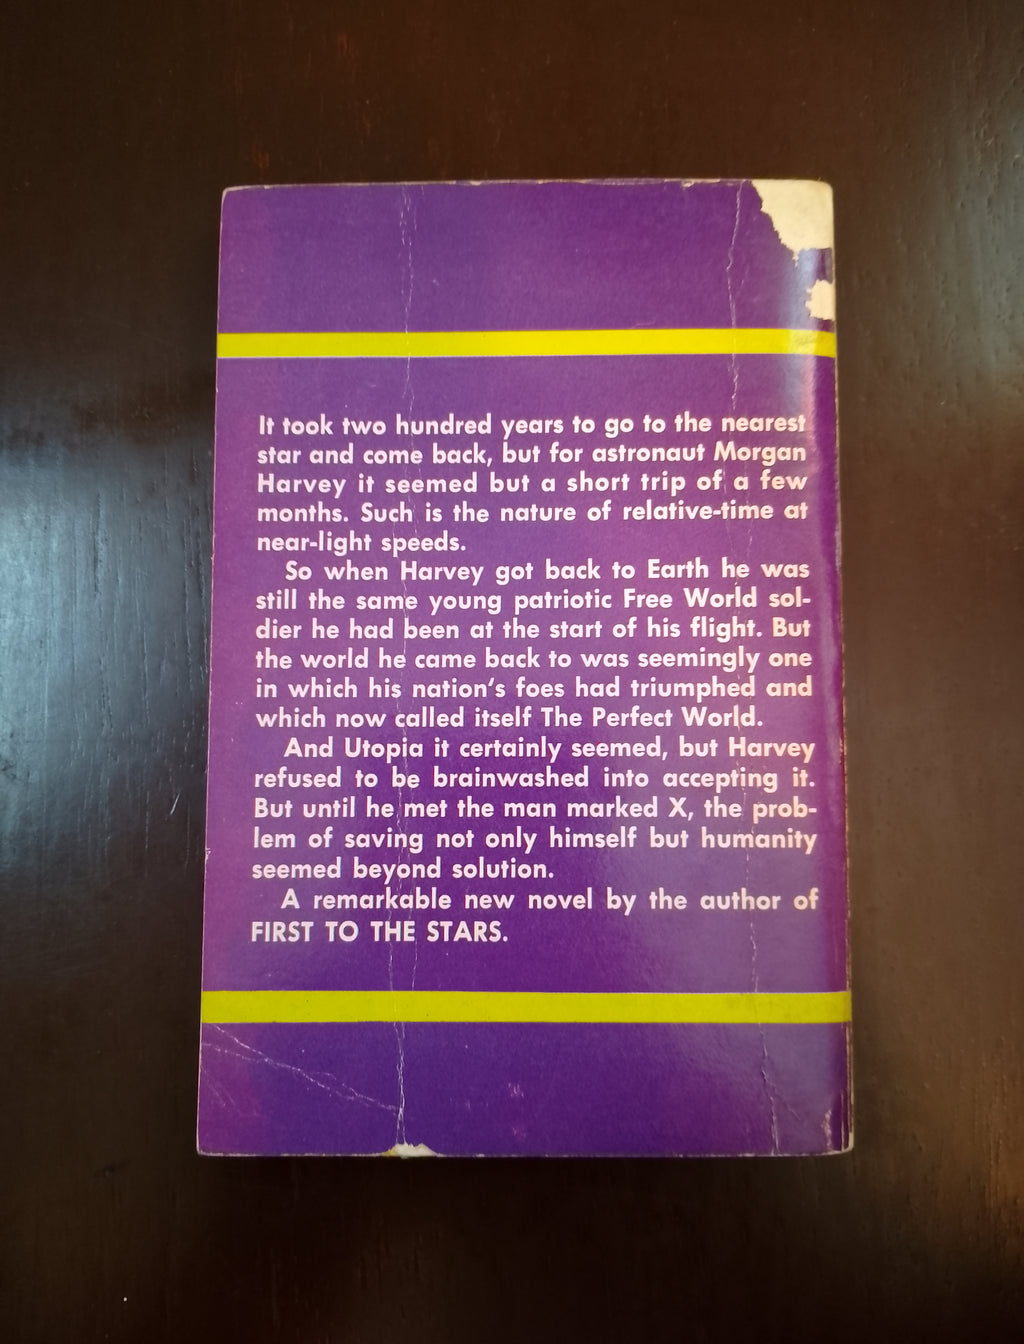 It took two hundred years to go to the nearest
star and come back, but for astronaut Morgan
Harvey it seemed but a short trip of a few
months. Such is the nature of relative-time at
near-light speeds.
So when Harvey got back to Earth he was
still the same young patriotic Free World sol-
dier he had been at the start of his flight. But
the world he came back to was seemingly one
in which his nation's foes had triumphed and
which now called itself The Perfect World.
And Utopia it certainly seemed, but Harvey
refused to be brainwashed into accepting it.
But until he met the man marked X, the prob-
lem of saving not only himself but humanity
seemed beyond solution.
A remarkable new novel by the author of
FIRST TO THE STARS.